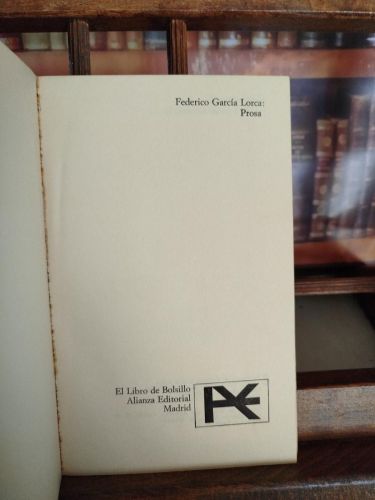 Federico García Lorca:
Prosa
El Libro de Bolsillo
Alianza Editorial
Madrid